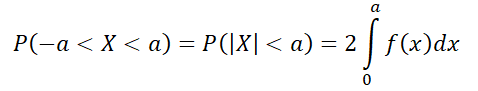 P(−a < X < a) = P(|X| < a) = 2 ∫₀ᵃ f(x)dx